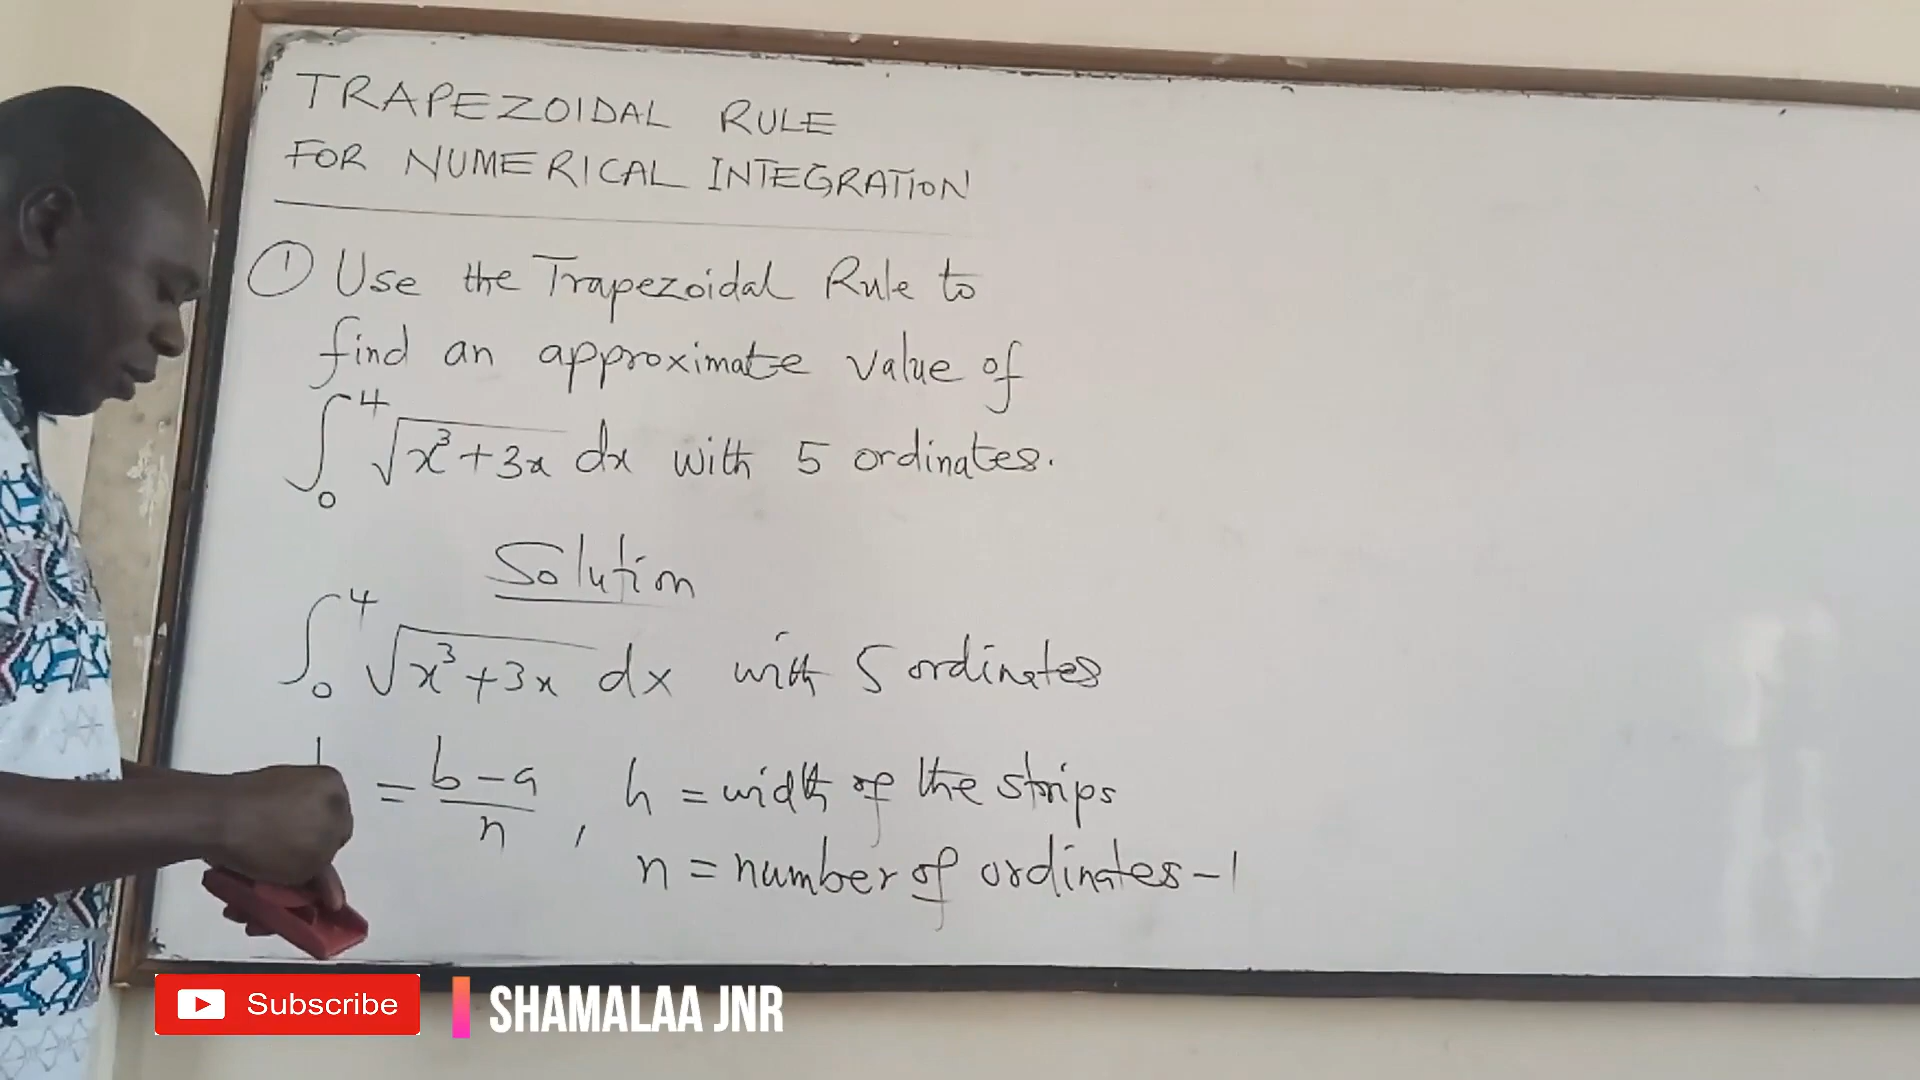 TRAPEZOIDAL RULE
FOR NUMERICAL INTEGRATION
① Use the Trapezoidal Rule to
find an approximate value of
∫₀⁴ √(x³+3x) dx with 5 ordinates.
Solution
∫₀⁴ √(x³+3x) dx with 5 ordinates
= (b-a)/n , h = width of the strips
n = number of ordinates-1
Subscribe
SHAMALAA JNR